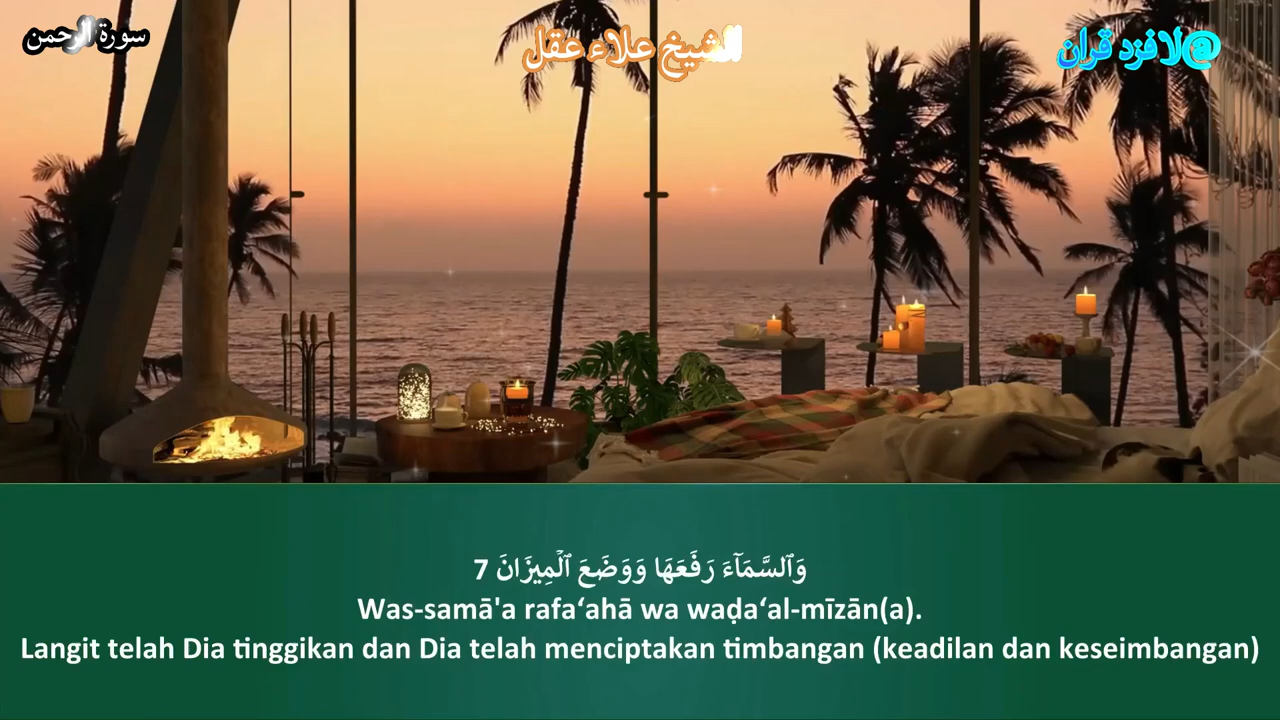 سورة الرحمن
الشيخ علاء عقل
@لافزد قران
وَٱلسَّمَآءَ رَفَعَهَا وَوَضَعَ ٱلْمِيزَانَ 7
Was-samā'a rafa‘ahā wa waḍa‘al-mīzān(a).
Langit telah Dia tinggikan dan Dia telah menciptakan timbangan (keadilan dan keseimbangan)